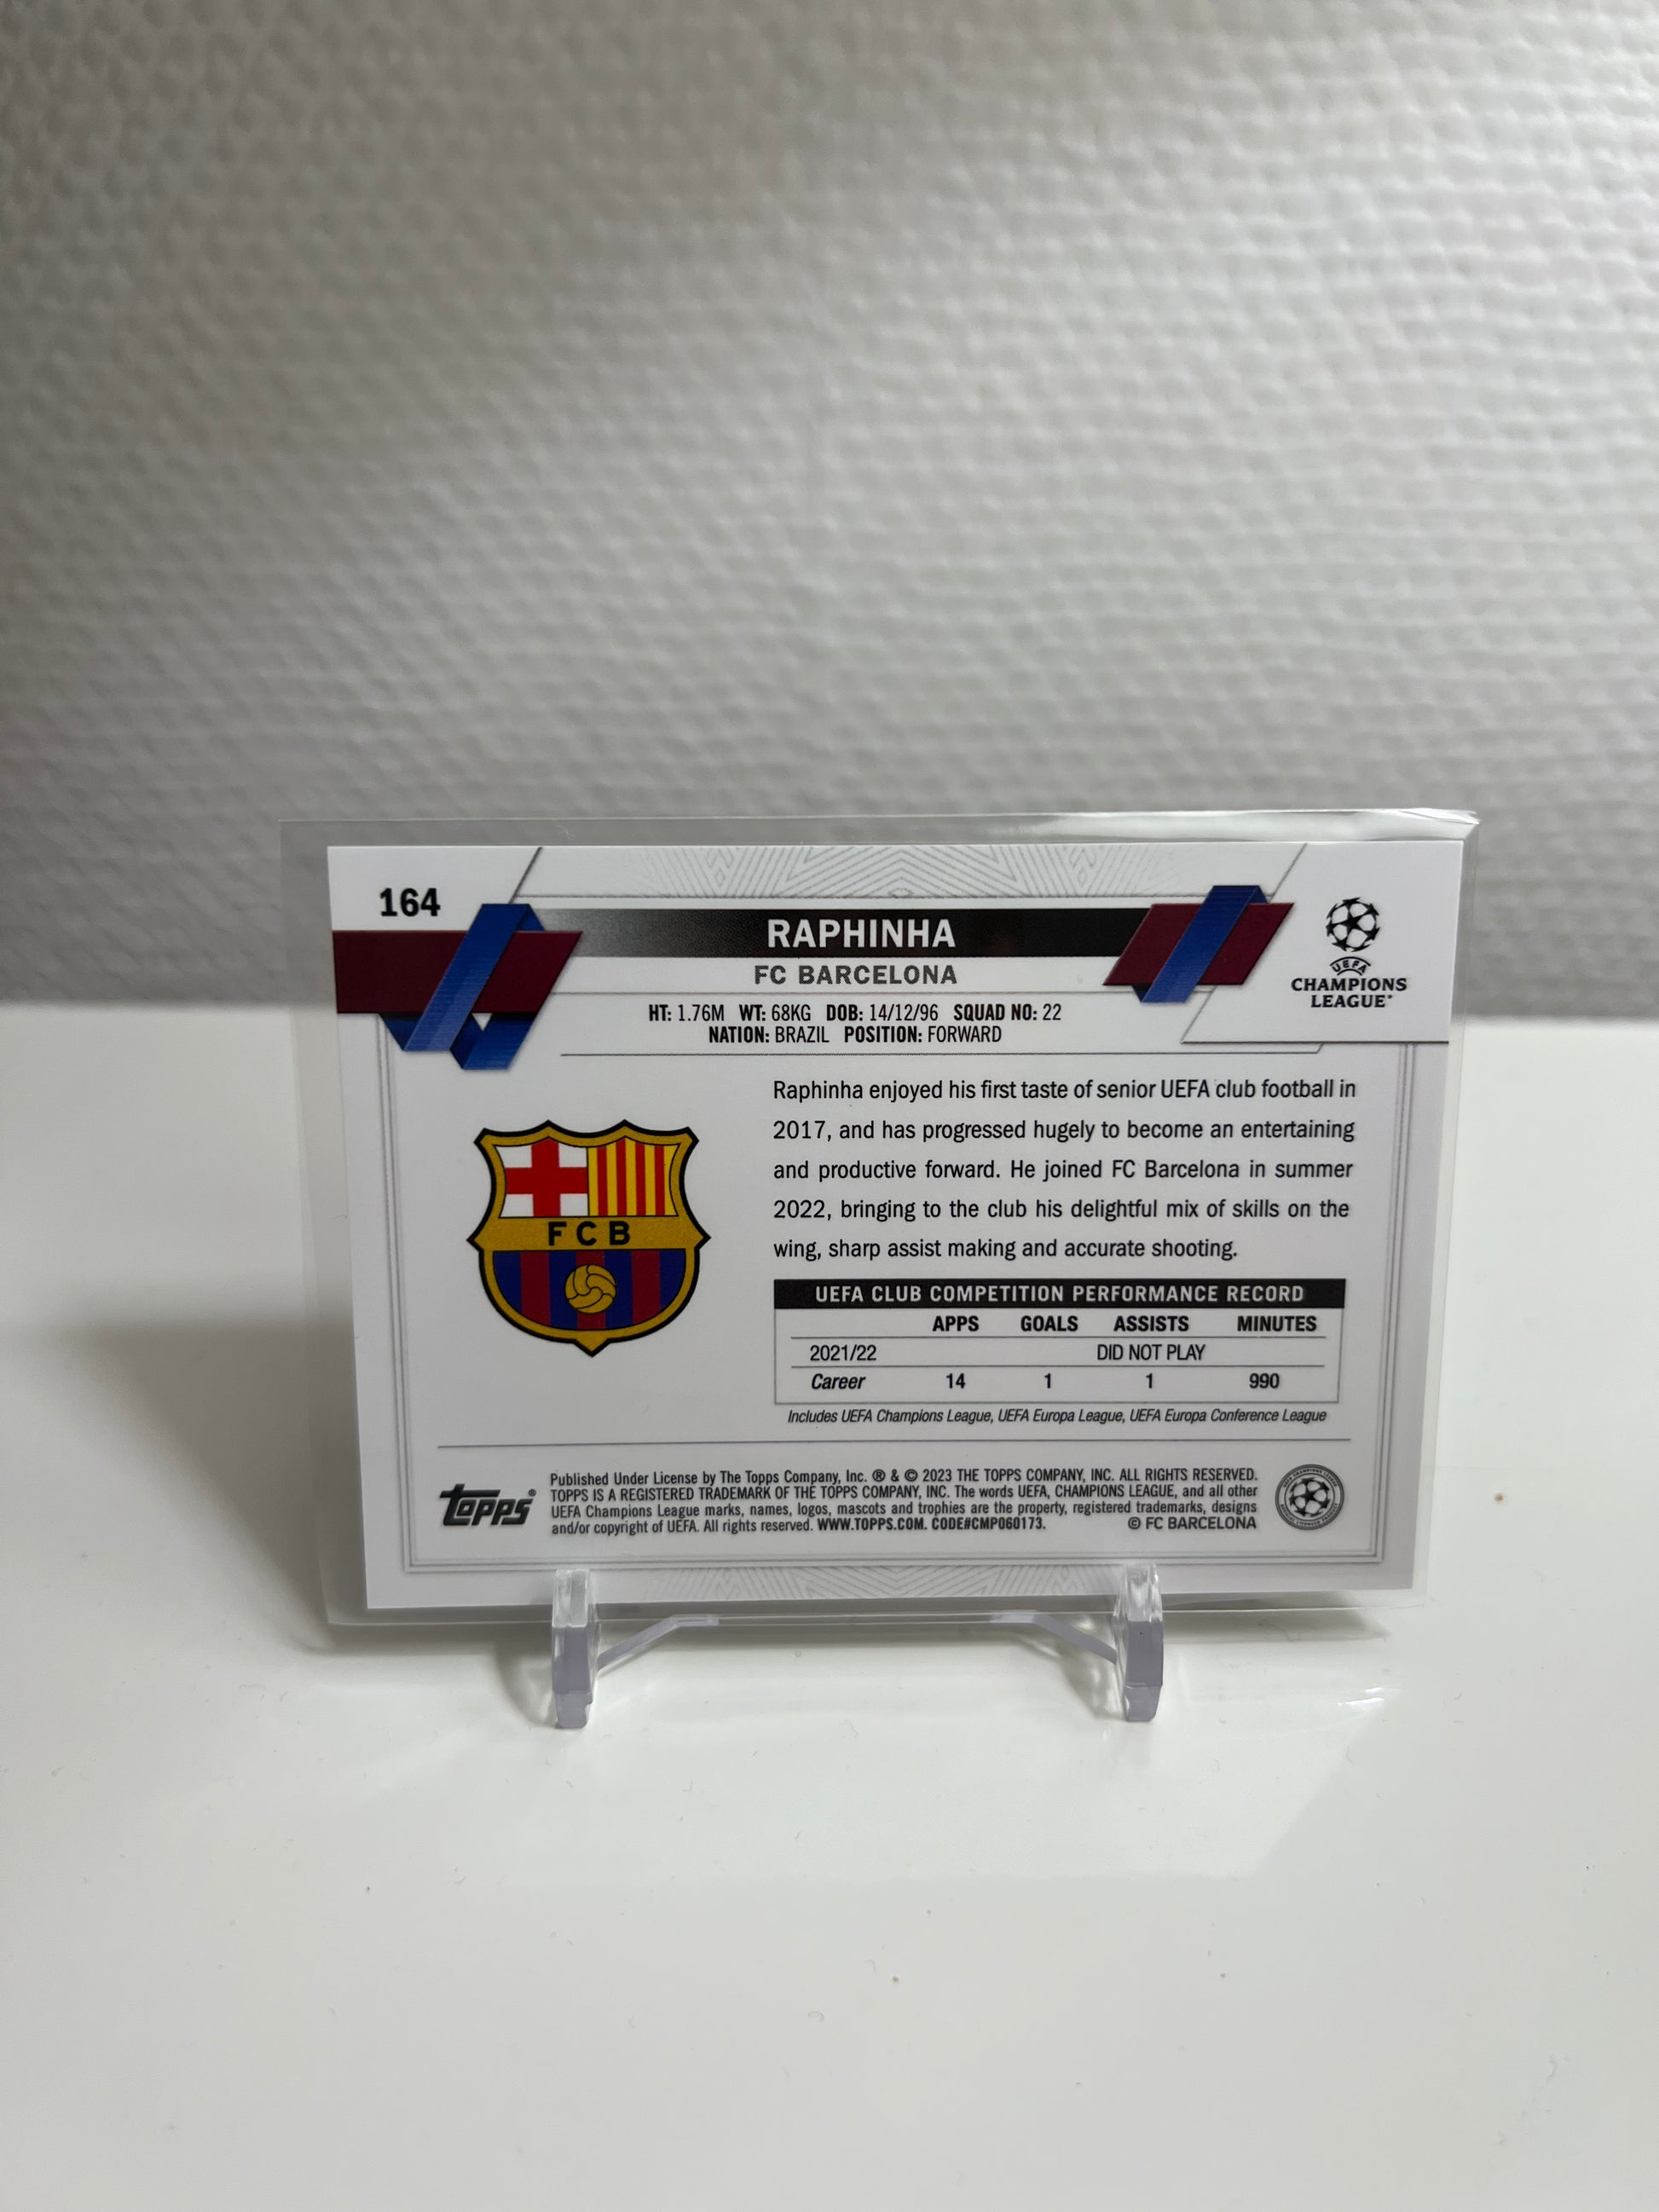 164
RAPHINHA
FC BARCELONA
UEFA
CHAMPIONS
LEAGUE®
HT: 1.76M WT: 68KG DOB: 14/12/96 SQUAD NO: 22
NATION: BRAZIL POSITION: FORWARD
Raphinha enjoyed his first taste of senior UEFA club football in
2017, and has progressed hugely to become an entertaining
and productive forward. He joined FC Barcelona in summer
2022, bringing to the club his delightful mix of skills on the
wing, sharp assist making and accurate shooting.
FCB
UEFA CLUB COMPETITION PERFORMANCE RECORD
APPS GOALS ASSISTS MINUTES
2021/22 DID NOT PLAY
Career 14 1 1 990
Includes UEFA Champions League, UEFA Europa League, UEFA Europa Conference League
topps®
Published Under License by The Topps Company, Inc. ® & © 2023 THE TOPPS COMPANY, INC. ALL RIGHTS RESERVED.
TOPPS IS A REGISTERED TRADEMARK OF THE TOPPS COMPANY, INC. The words UEFA, CHAMPIONS LEAGUE, and all other
UEFA Champions League marks, names, logos, mascots and trophies are the property, registered trademarks, designs
and/or copyright of UEFA. All rights reserved. WWW.TOPPS.COM. CODE#CMP060173. © FC BARCELONA